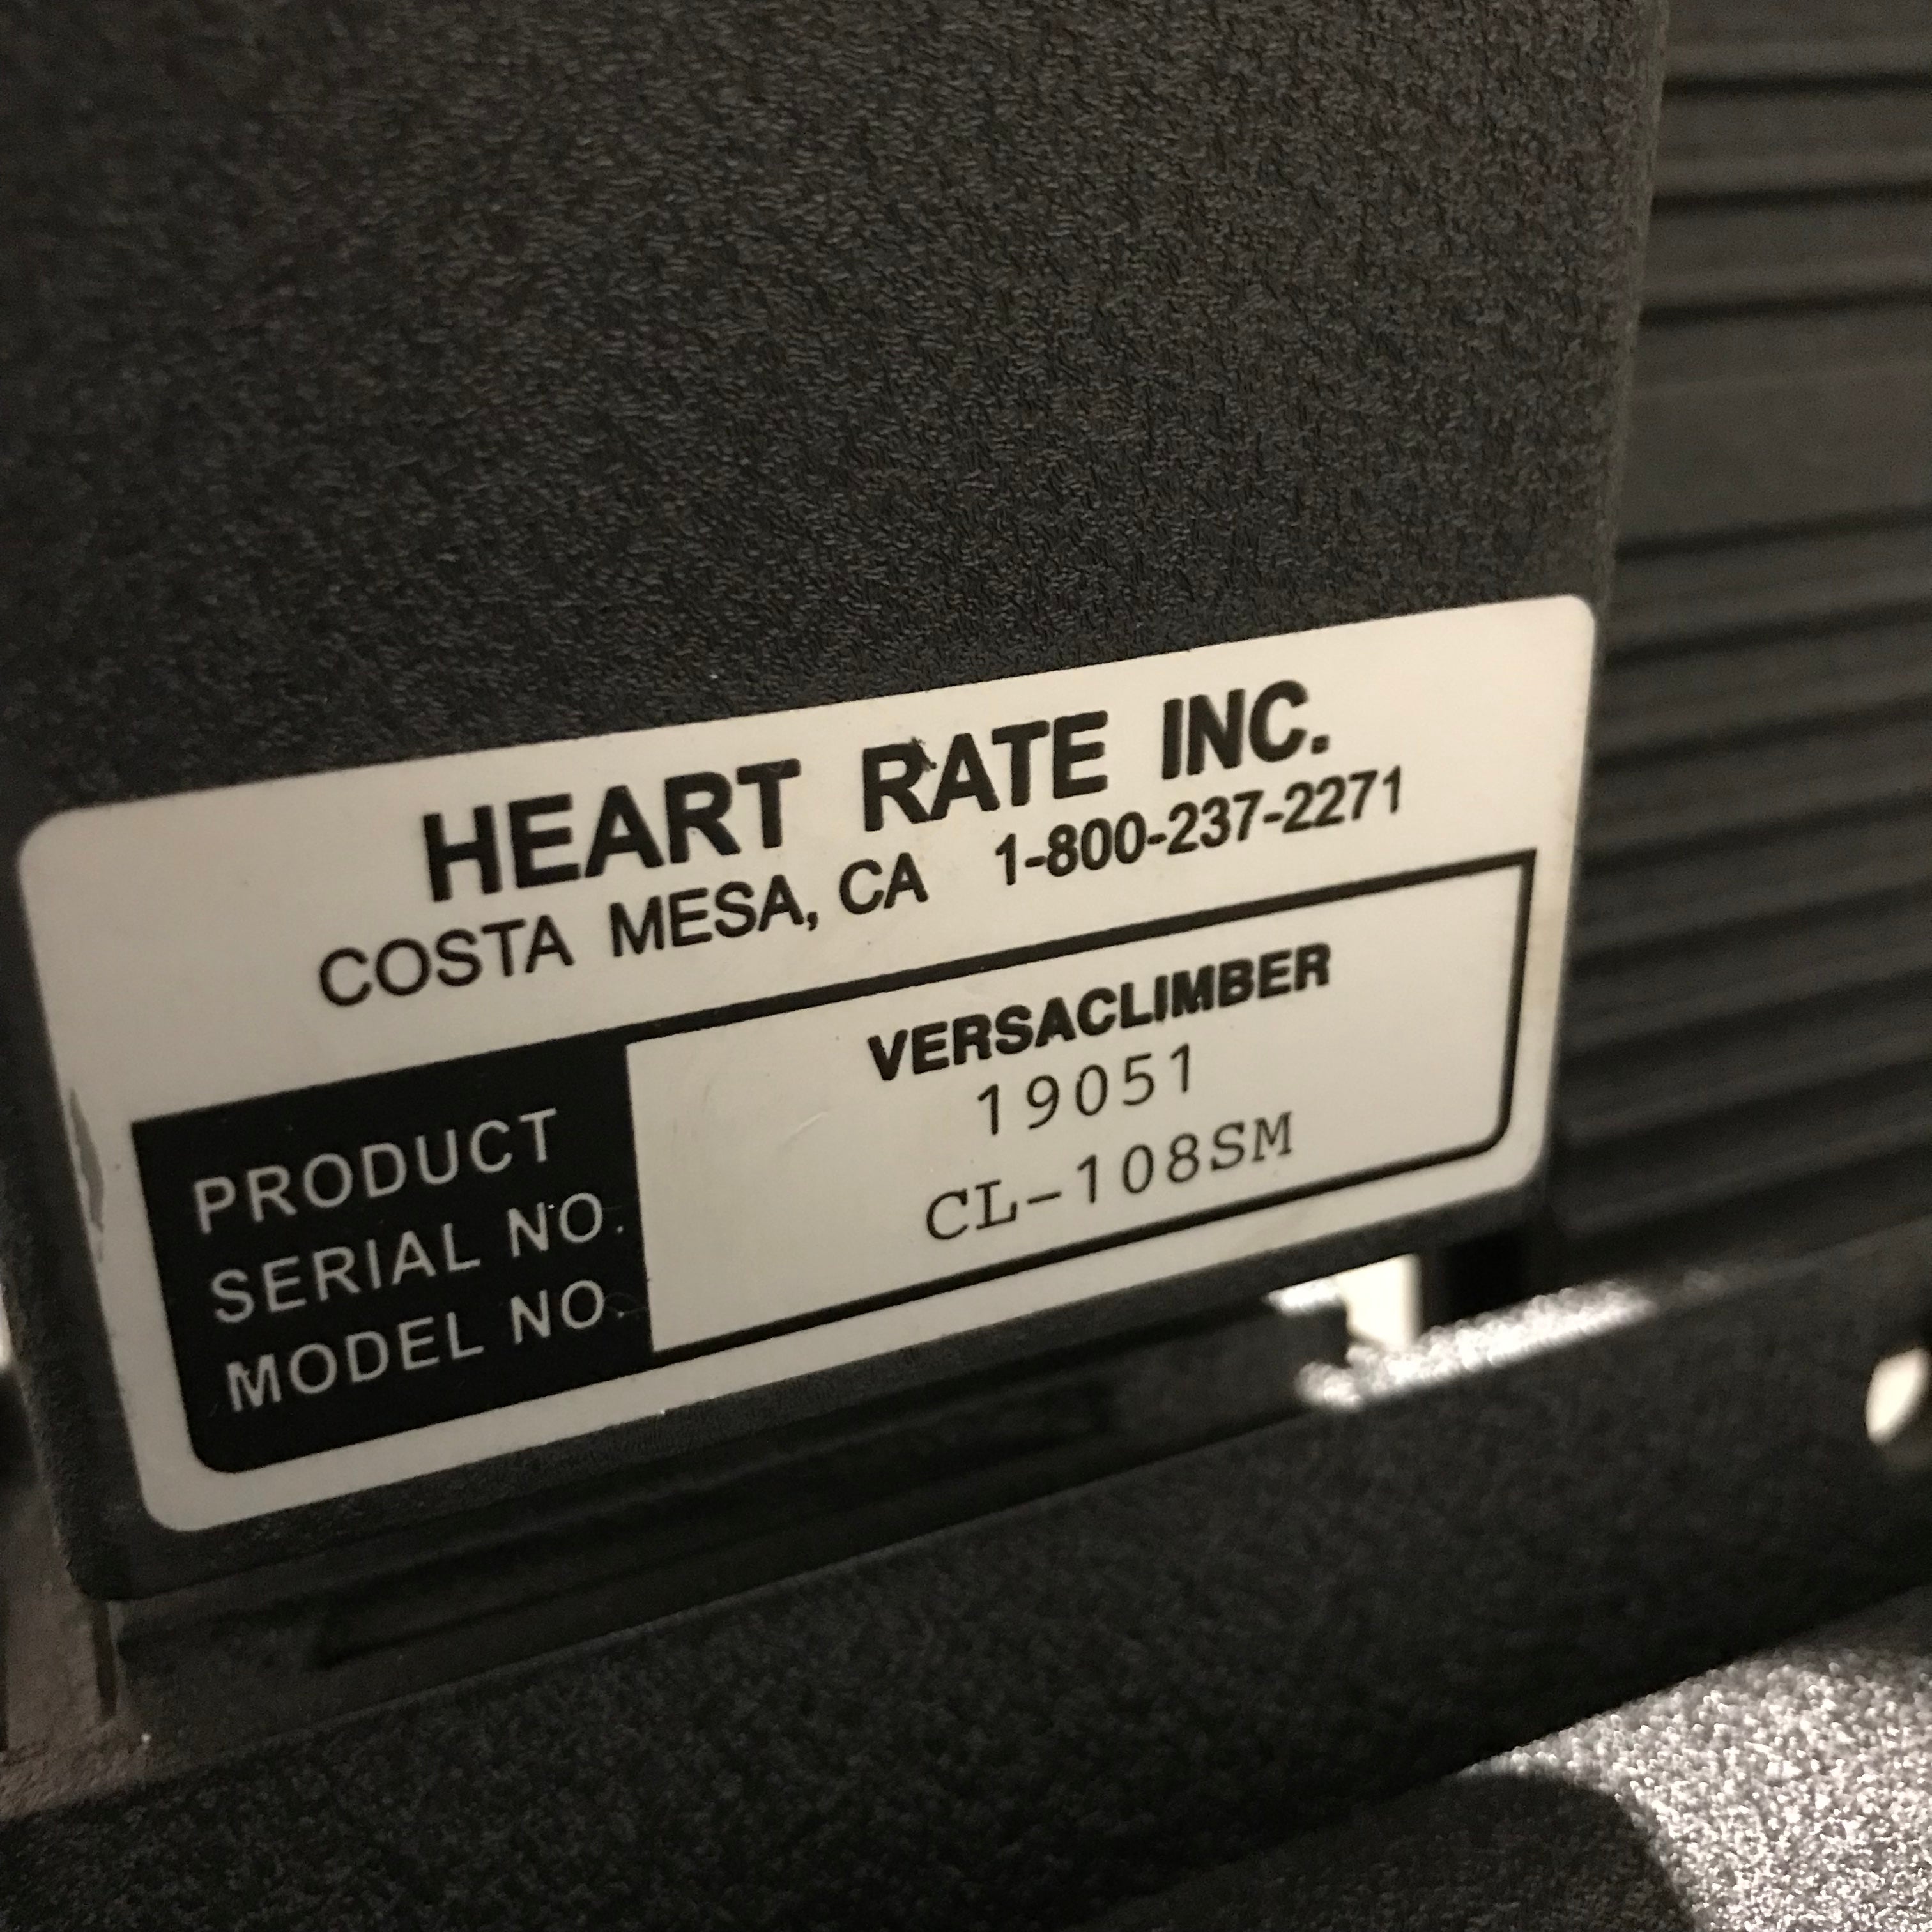 HEART RATE INC.
COSTA MESA, CA 1-800-237-2271
PRODUCT VERSACLIMBER
SERIAL NO. 19051
MODEL NO. CL-108SM